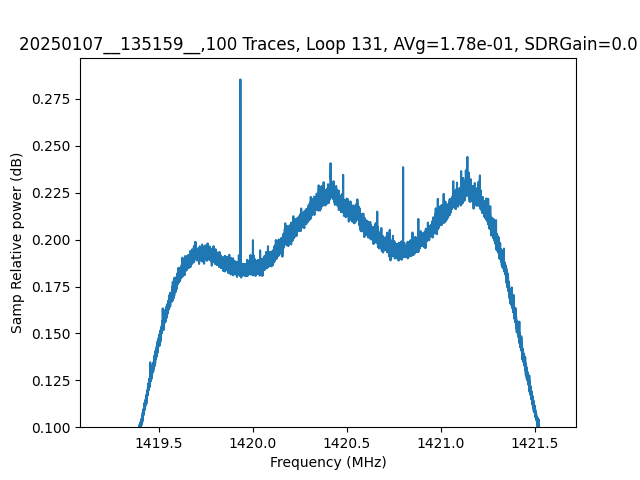 20250107__135159__,100 Traces, Loop 131, AVg=1.78e-01, SDRGain=0.0
Samp Relative power (dB)
0.275
0.250
0.225
0.200
0.175
0.150
0.125
0.100
1419.5 1420.0 1420.5 1421.0 1421.5
Frequency (MHz)